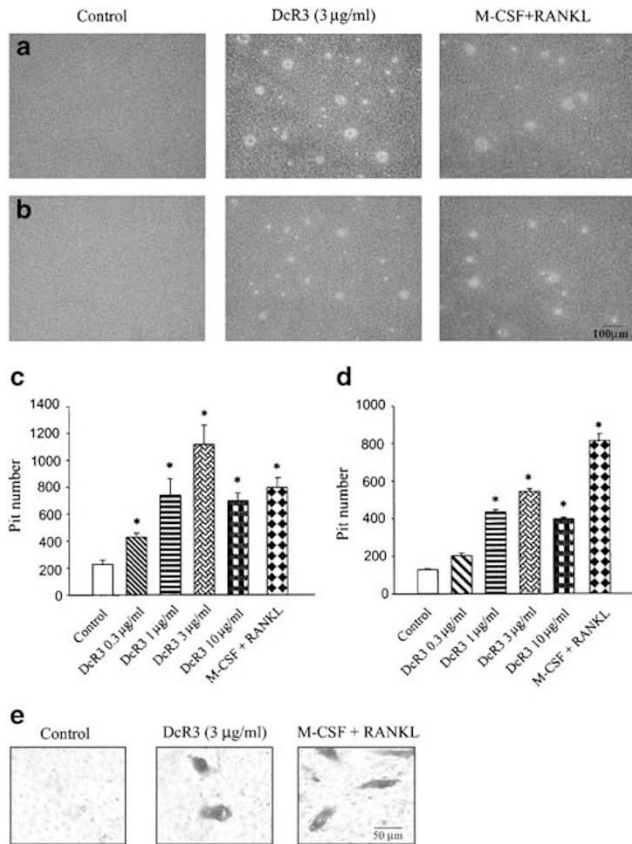 Control DcR3 (3 μg/ml) M-CSF+RANKL
a
b
100μm
c
d
1400
1200
1000
800
600
400
200
0
Pit number
Control
DcR3 0.3 μg/ml
DcR3 1 μg/ml
DcR3 3 μg/ml
DcR3 10 μg/ml
M-CSF + RANKL
* * * * *
1000
800
600
400
200
0
Pit number
Control
DcR3 0.3 μg/ml
DcR3 1 μg/ml
DcR3 3 μg/ml
DcR3 10 μg/ml
M-CSF + RANKL
* * * *
e
Control DcR3 (3 μg/ml) M-CSF + RANKL
50 μm